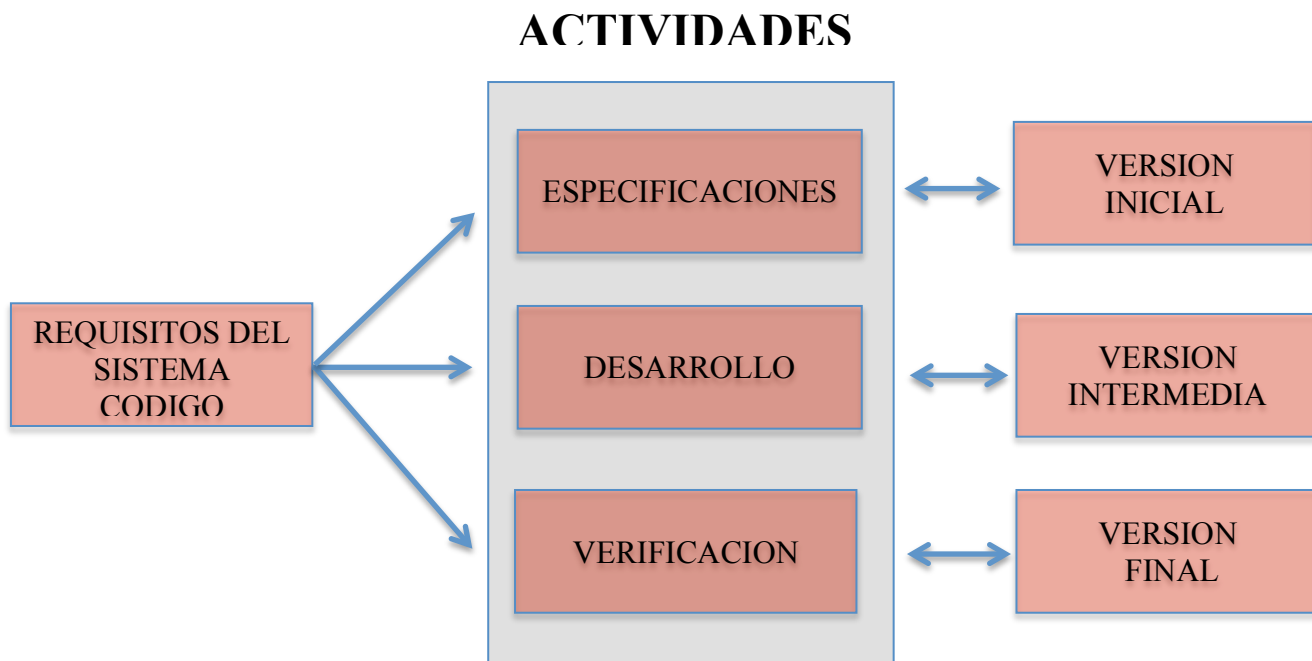 ACTIVIDADES
ESPECIFICACIONES
VERSION
INICIAL
REQUISITOS DEL
SISTEMA
CODIGO
DESARROLLO
VERSION
INTERMEDIA
VERIFICACION
VERSION
FINAL